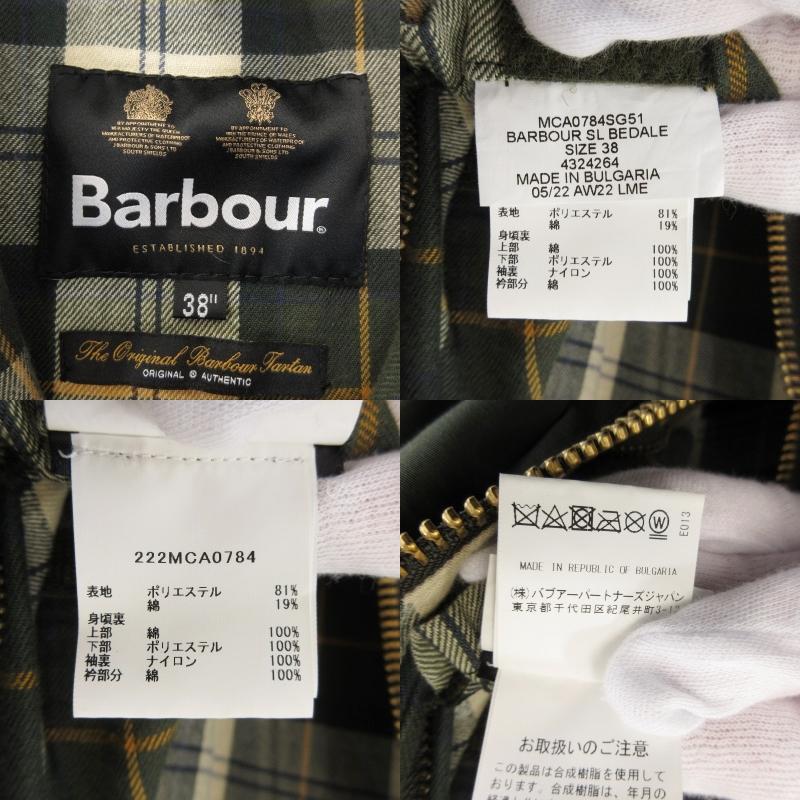 BY APPOINTMENT TO
HER MAJESTY THE QUEEN
MANUFACTURERS OF WATERPROOF
AND PROTECTIVE CLOTHING
J.BARBOUR & SONS LTD
SOUTH SHIELDS
BY APPOINTMENT TO
H.R.H. THE PRINCE OF WALES
MANUFACTURERS OF WATERPROOF
AND PROTECTIVE CLOTHING
J.BARBOUR & SONS LTD
SOUTH SHIELDS
Barbour®
ESTABLISHED 1894
38"
The Original Barbour Tartan
ORIGINAL & AUTHENTIC
MCA0784SG51
BARBOUR SL BEDALE
SIZE 38
4324264
MADE IN BULGARIA
05/22 AW22 LME
表地 ポリエステル 81%
綿 19%
身頃裏
上部 綿 100%
下部 ポリエステル 100%
袖裏 ナイロン 100%
衿部分 綿 100%
222MCA0784
表地 ポリエステル 81%
綿 19%
身頃裏
上部 綿 100%
下部 ポリエステル 100%
袖裏 ナイロン 100%
衿部分 綿 100%
W
E013
MADE IN REPUBLIC OF BULGARIA
(株)バブアーパートナーズジャパン
東京都千代田区紀尾井町3-12
お取扱いのご注意
この製品は合成樹脂を使用して
おります。合成樹脂は、年月の